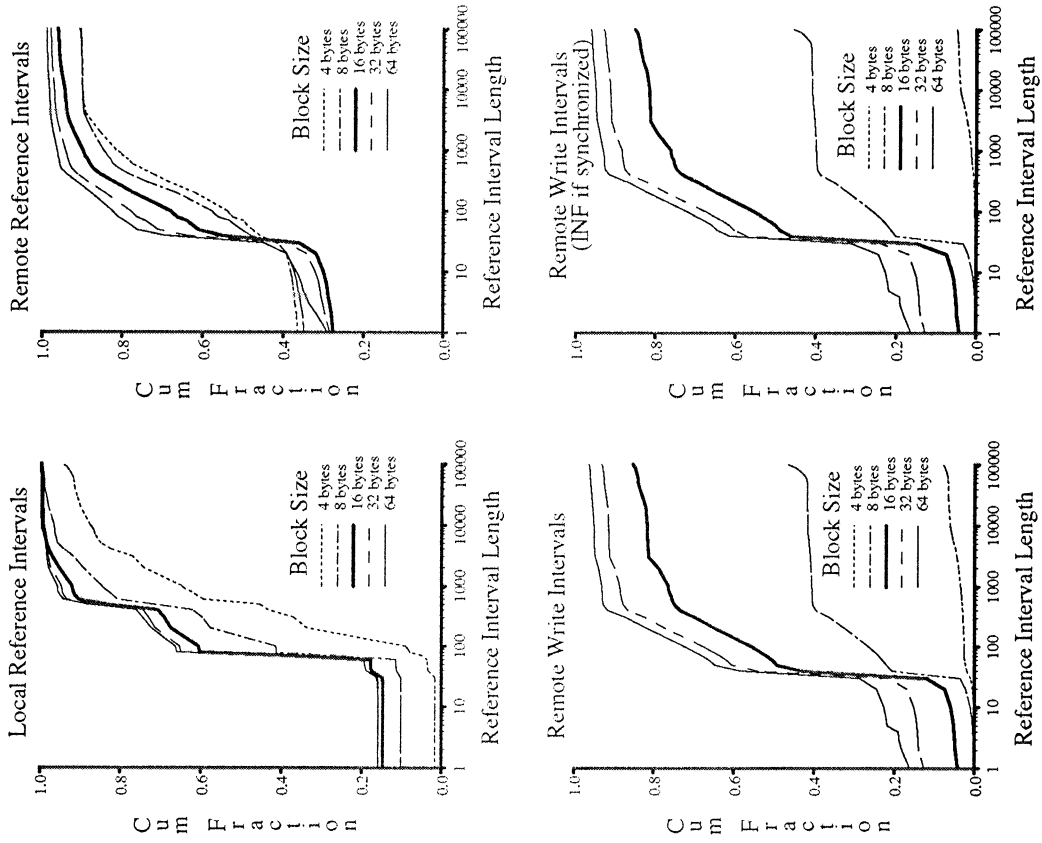 Local Reference Intervals
1.0
0.8
0.6
0.4
0.2
0.0
Cum Fraction
Block Size
4 bytes
8 bytes
16 bytes
32 bytes
64 bytes
1 10 100 1000 10000 100000
Reference Interval Length
Remote Reference Intervals
1.0
0.8
0.6
0.4
0.2
0.0
Cum Fraction
Block Size
4 bytes
8 bytes
16 bytes
32 bytes
64 bytes
1 10 100 1000 10000 100000
Reference Interval Length
Remote Write Intervals
1.0
0.8
0.6
0.4
0.2
0.0
Cum Fraction
Block Size
4 bytes
8 bytes
16 bytes
32 bytes
64 bytes
1 10 100 1000 10000 100000
Reference Interval Length
Remote Write Intervals
(INF if synchronized)
1.0
0.8
0.6
0.4
0.2
0.0
Cum Fraction
Block Size
4 bytes
8 bytes
16 bytes
32 bytes
64 bytes
1 10 100 1000 10000 100000
Reference Interval Length